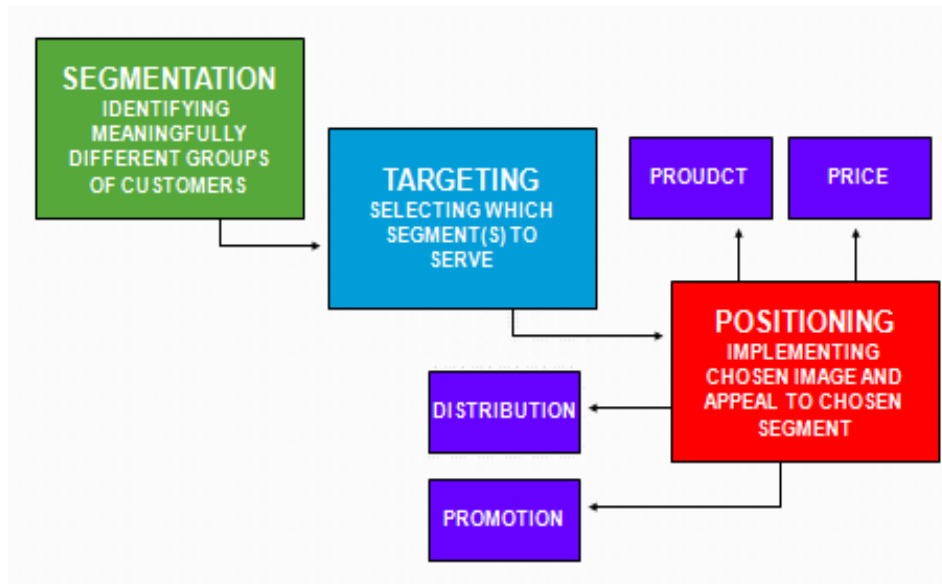 SEGMENTATION
IDENTIFYING
MEANINGFULLY
DIFFERENT GROUPS
OF CUSTOMERS
TARGETING
SELECTING WHICH
SEGMENT(S) TO
SERVE
PROUDCT
PRICE
POSITIONING
IMPLEMENTING
CHOSEN IMAGE AND
APPEAL TO CHOSEN
SEGMENT
DISTRIBUTION
PROMOTION